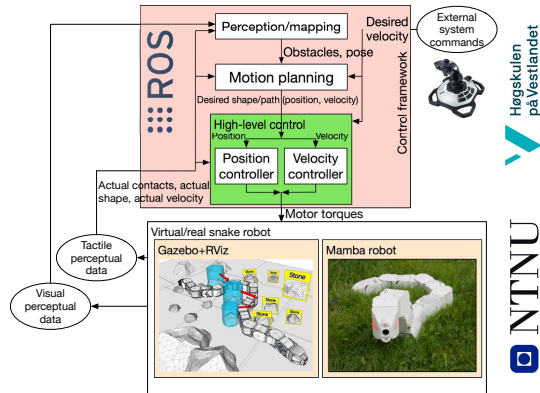 ROS
Perception/mapping
Obstacles, pose
Motion planning
Desired shape/path (position, velocity)
High-level control
Position
Velocity
Position
controller
Velocity
controller
Actual contacts, actual
shape, actual velocity
Motor torques
Desired
velocity
External
system
commands
Control framework
Virtual/real snake robot
Gazebo+RViz
Stone
Stone
Stone
Stone
Stone
Stone
Stone
Mamba robot
Tactile
perceptual
data
Visual
perceptual
data
Høgskulen
på Vestlandet
NTNU